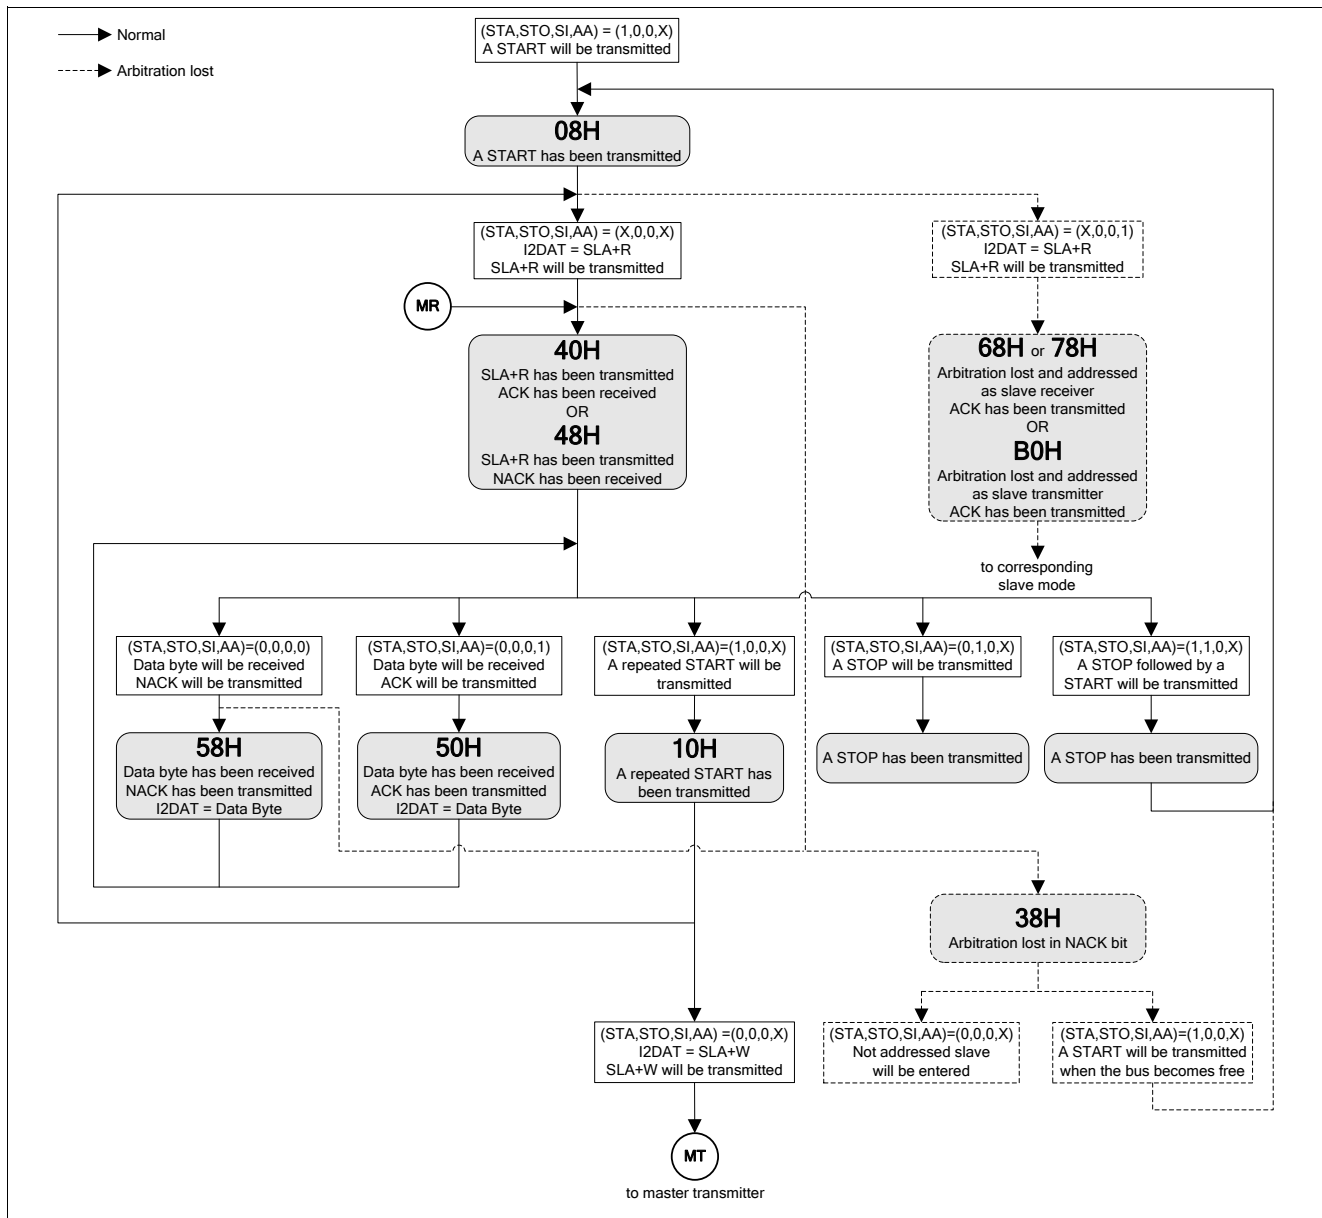 Normal
Arbitration lost
(STA,STO,SI,AA) = (1,0,0,X)
A START will be transmitted
08H
A START has been transmitted
(STA,STO,SI,AA) = (X,0,0,X)
I2DAT = SLA+R
SLA+R will be transmitted
(STA,STO,SI,AA) = (X,0,0,1)
I2DAT = SLA+R
SLA+R will be transmitted
MR
40H
SLA+R has been transmitted
ACK has been received
OR
48H
SLA+R has been transmitted
NACK has been received
68H or 78H
Arbitration lost and addressed
as slave receiver
ACK has been transmitted
OR
B0H
Arbitration lost and addressed
as slave transmitter
ACK has been transmitted
to corresponding
slave mode
(STA,STO,SI,AA)=(0,0,0,0)
Data byte will be received
NACK will be transmitted
(STA,STO,SI,AA)=(0,0,0,1)
Data byte will be received
ACK will be transmitted
(STA,STO,SI,AA)=(1,0,0,X)
A repeated START will be
transmitted
(STA,STO,SI,AA)=(0,1,0,X)
A STOP will be transmitted
(STA,STO,SI,AA)=(1,1,0,X)
A STOP followed by a
START will be transmitted
58H
Data byte has been received
NACK has been transmitted
I2DAT = Data Byte
50H
Data byte has been received
ACK has been transmitted
I2DAT = Data Byte
10H
A repeated START has
been transmitted
A STOP has been transmitted
A STOP has been transmitted
38H
Arbitration lost in NACK bit
(STA,STO,SI,AA) =(0,0,0,X)
I2DAT = SLA+W
SLA+W will be transmitted
(STA,STO,SI,AA)=(0,0,0,X)
Not addressed slave
will be entered
(STA,STO,SI,AA)=(1,0,0,X)
A START will be transmitted
when the bus becomes free
MT
to master transmitter